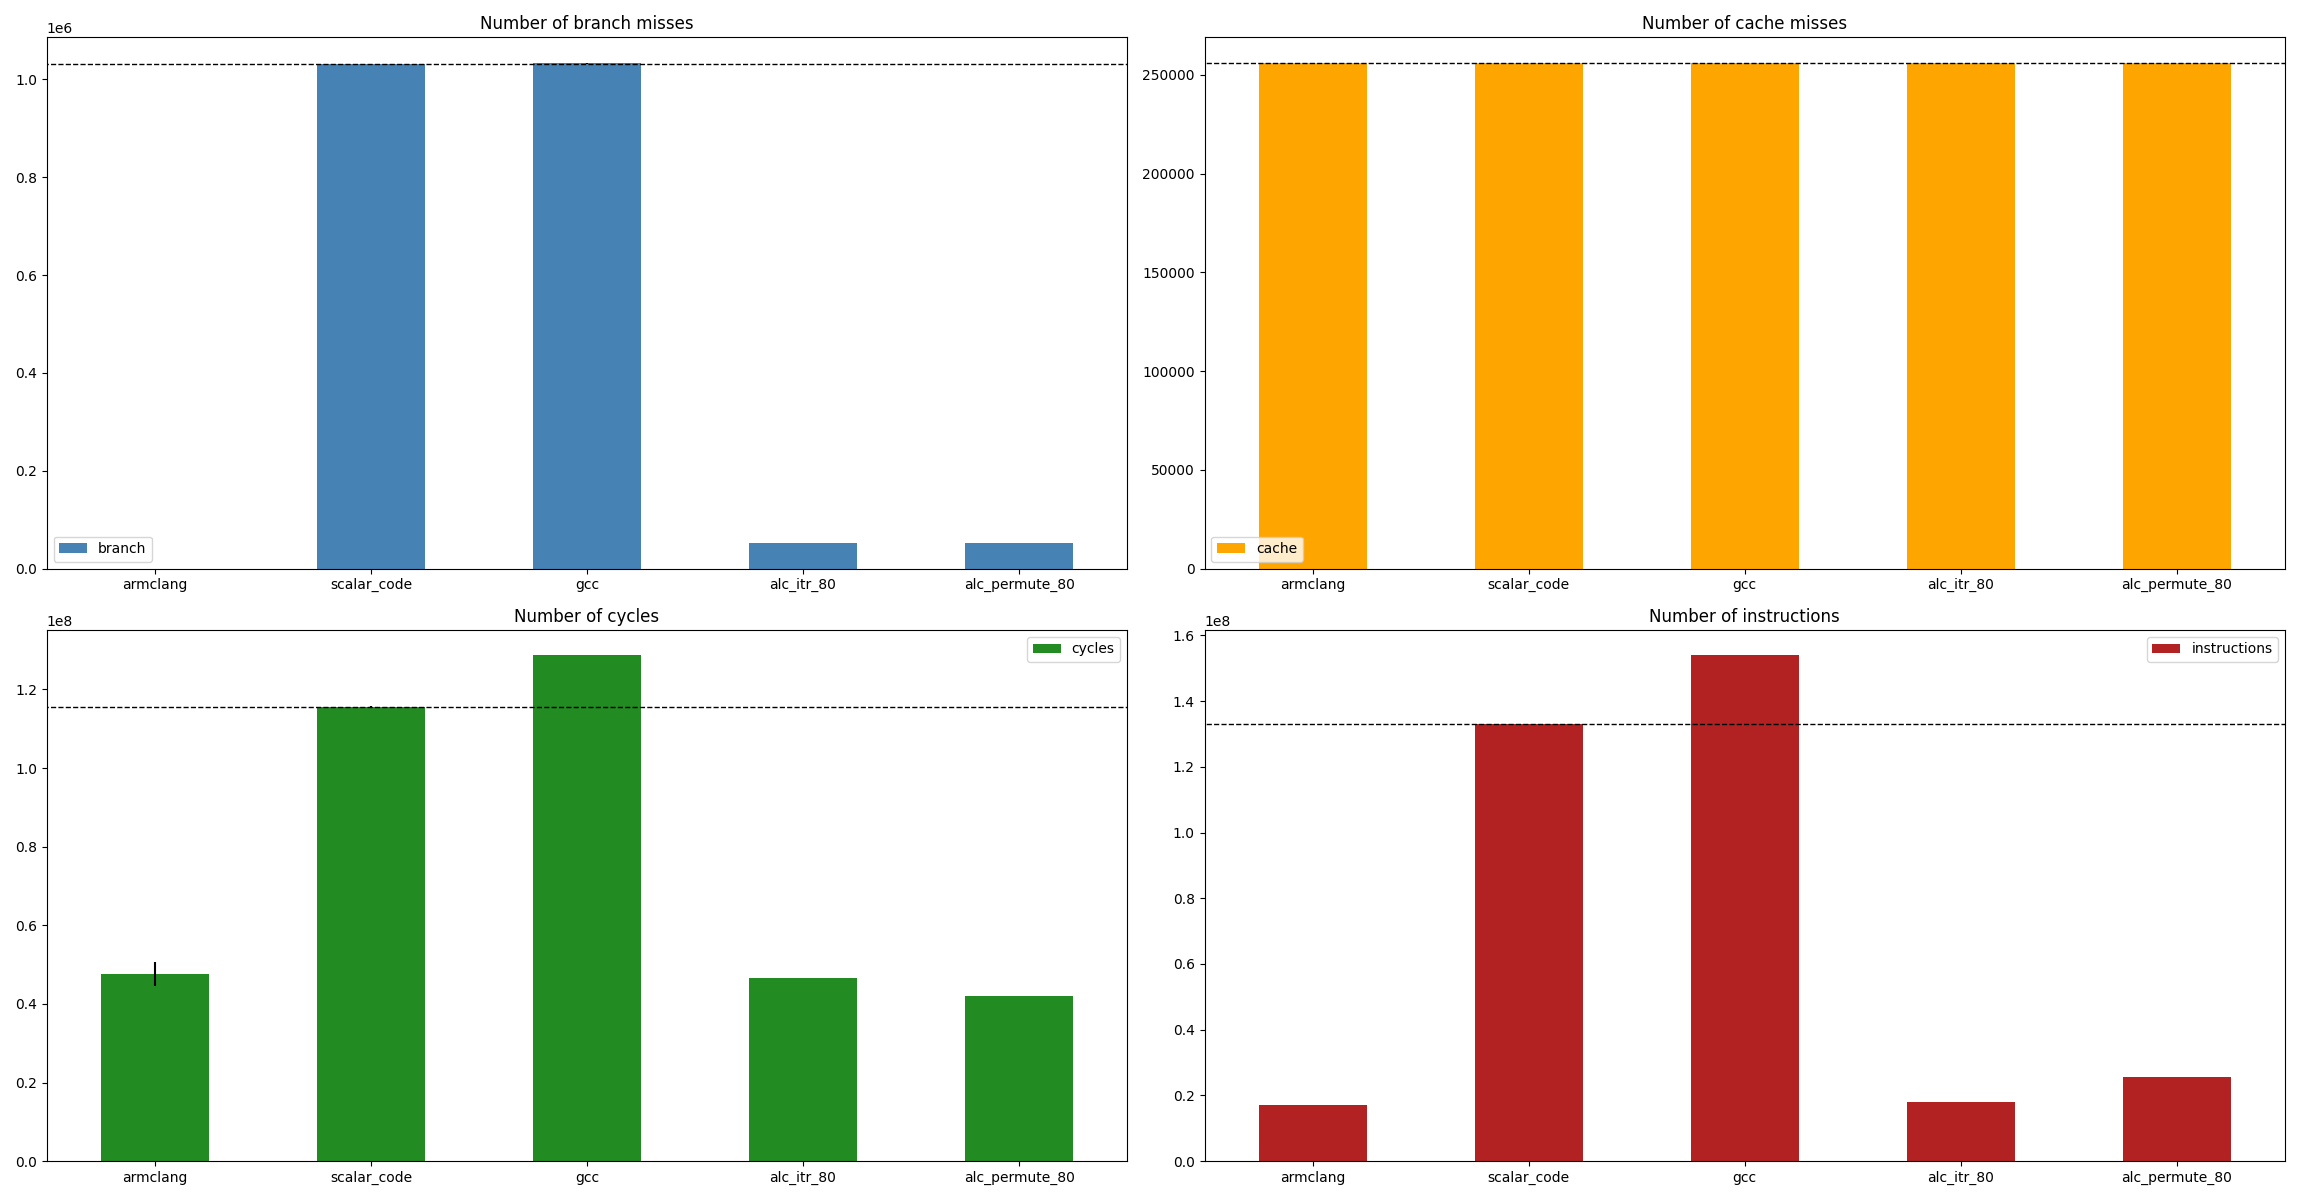 Number of branch misses
1e6
1.0
0.8
0.6
0.4
0.2
0.0
branch
armclang scalar_code gcc alc_itr_80 alc_permute_80
Number of cache misses
250000
200000
150000
100000
50000
0
cache
armclang scalar_code gcc alc_itr_80 alc_permute_80
Number of cycles
1e8
cycles
1.2
1.0
0.8
0.6
0.4
0.2
0.0
armclang scalar_code gcc alc_itr_80 alc_permute_80
Number of instructions
1e8
1.6
instructions
1.4
1.2
1.0
0.8
0.6
0.4
0.2
0.0
armclang scalar_code gcc alc_itr_80 alc_permute_80